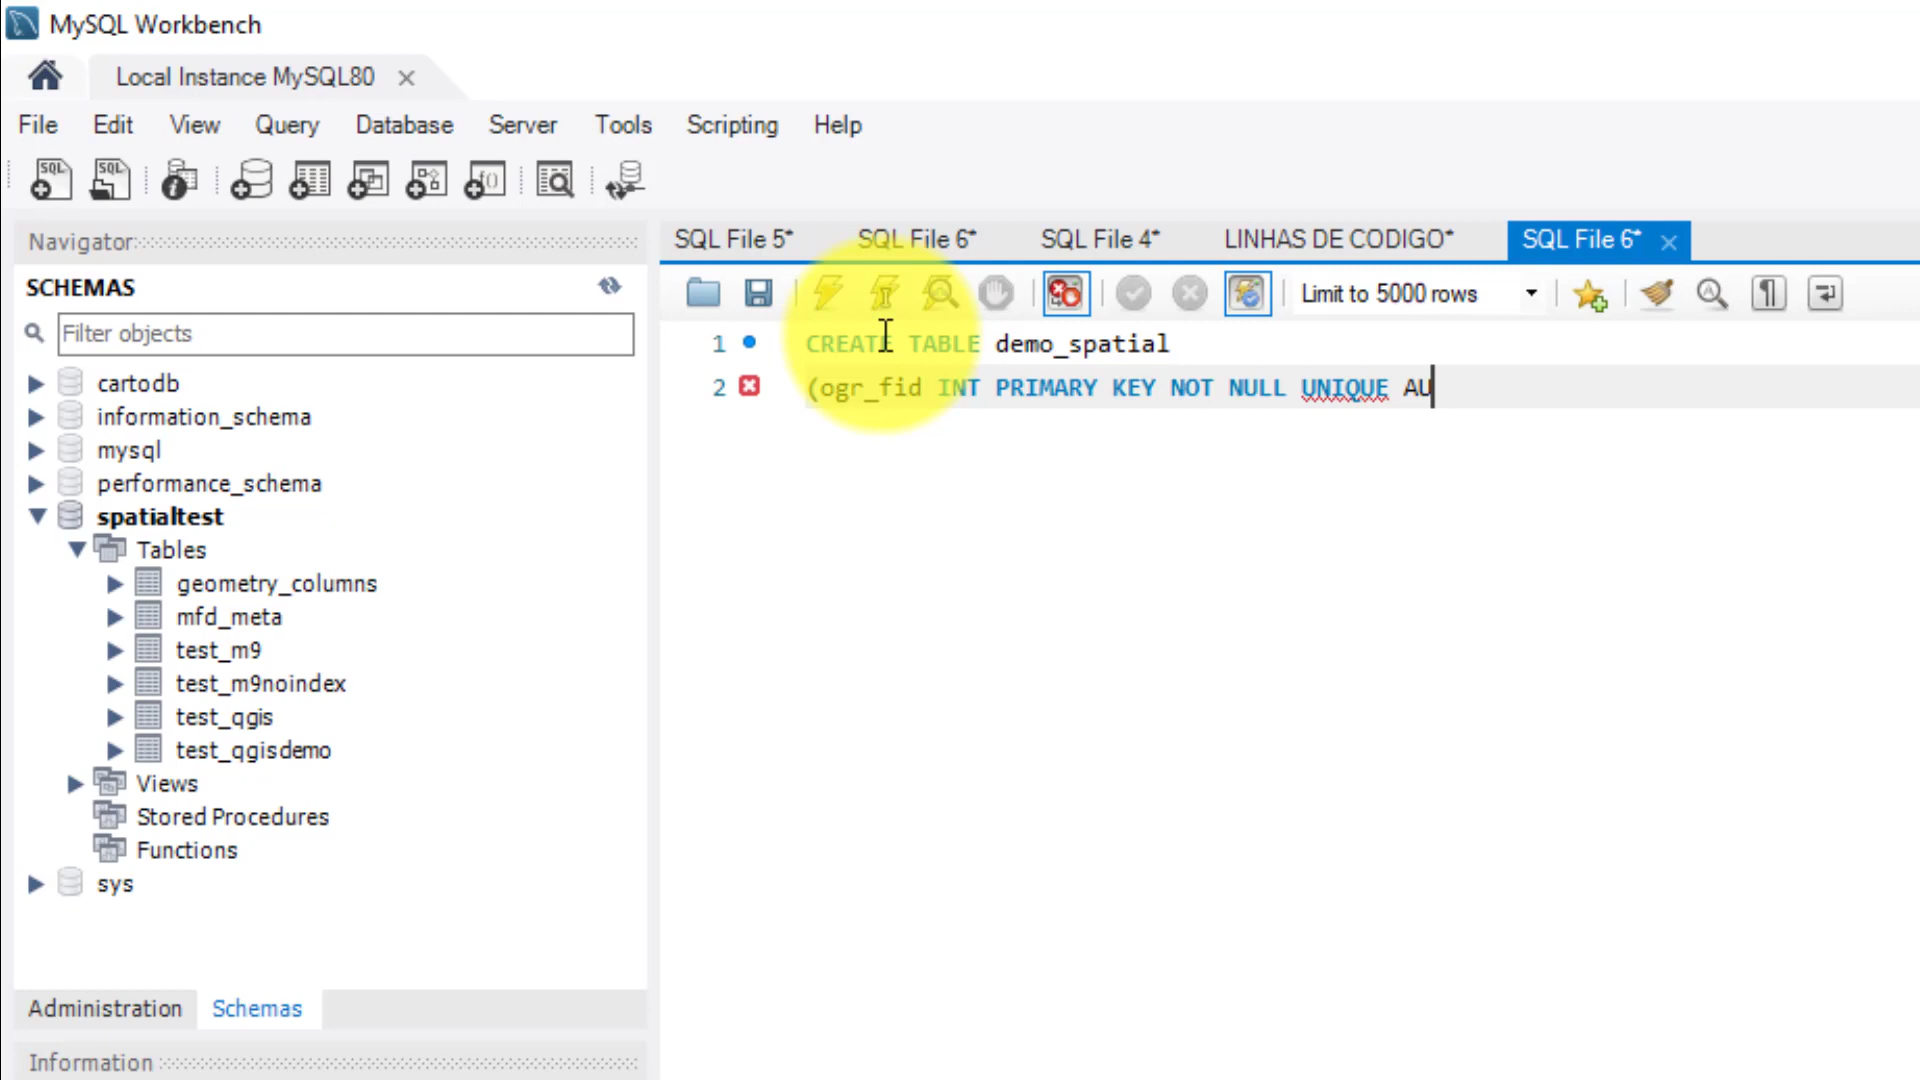 MySQL Workbench
Local Instance MySQL80
File Edit View Query Database Server Tools Scripting Help
SQL SQL i f()
Navigator
SCHEMAS
Filter objects
cartodb
information_schema
mysql
performance_schema
spatialtest
Tables
geometry_columns
mfd_meta
test_m9
test_m9noindex
test_qgis
test_qgisdemo
Views
Stored Procedures
Functions
sys
Administration Schemas
Information
SQL File 5* SQL File 6* SQL File 4* LINHAS DE CODIGO* SQL File 6*
Limit to 5000 rows
1 CREATE TABLE demo_spatial
2 (ogr_fid INT PRIMARY KEY NOT NULL UNIQUE AU